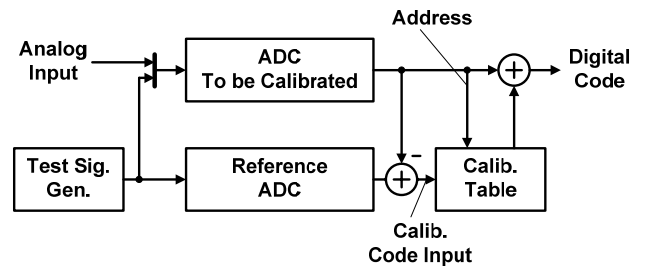 Address
Analog
Input
ADC
To be Calibrated
+
Digital
Code
Test Sig.
Gen.
Reference
ADC
−
+
Calib.
Table
Calib.
Code Input